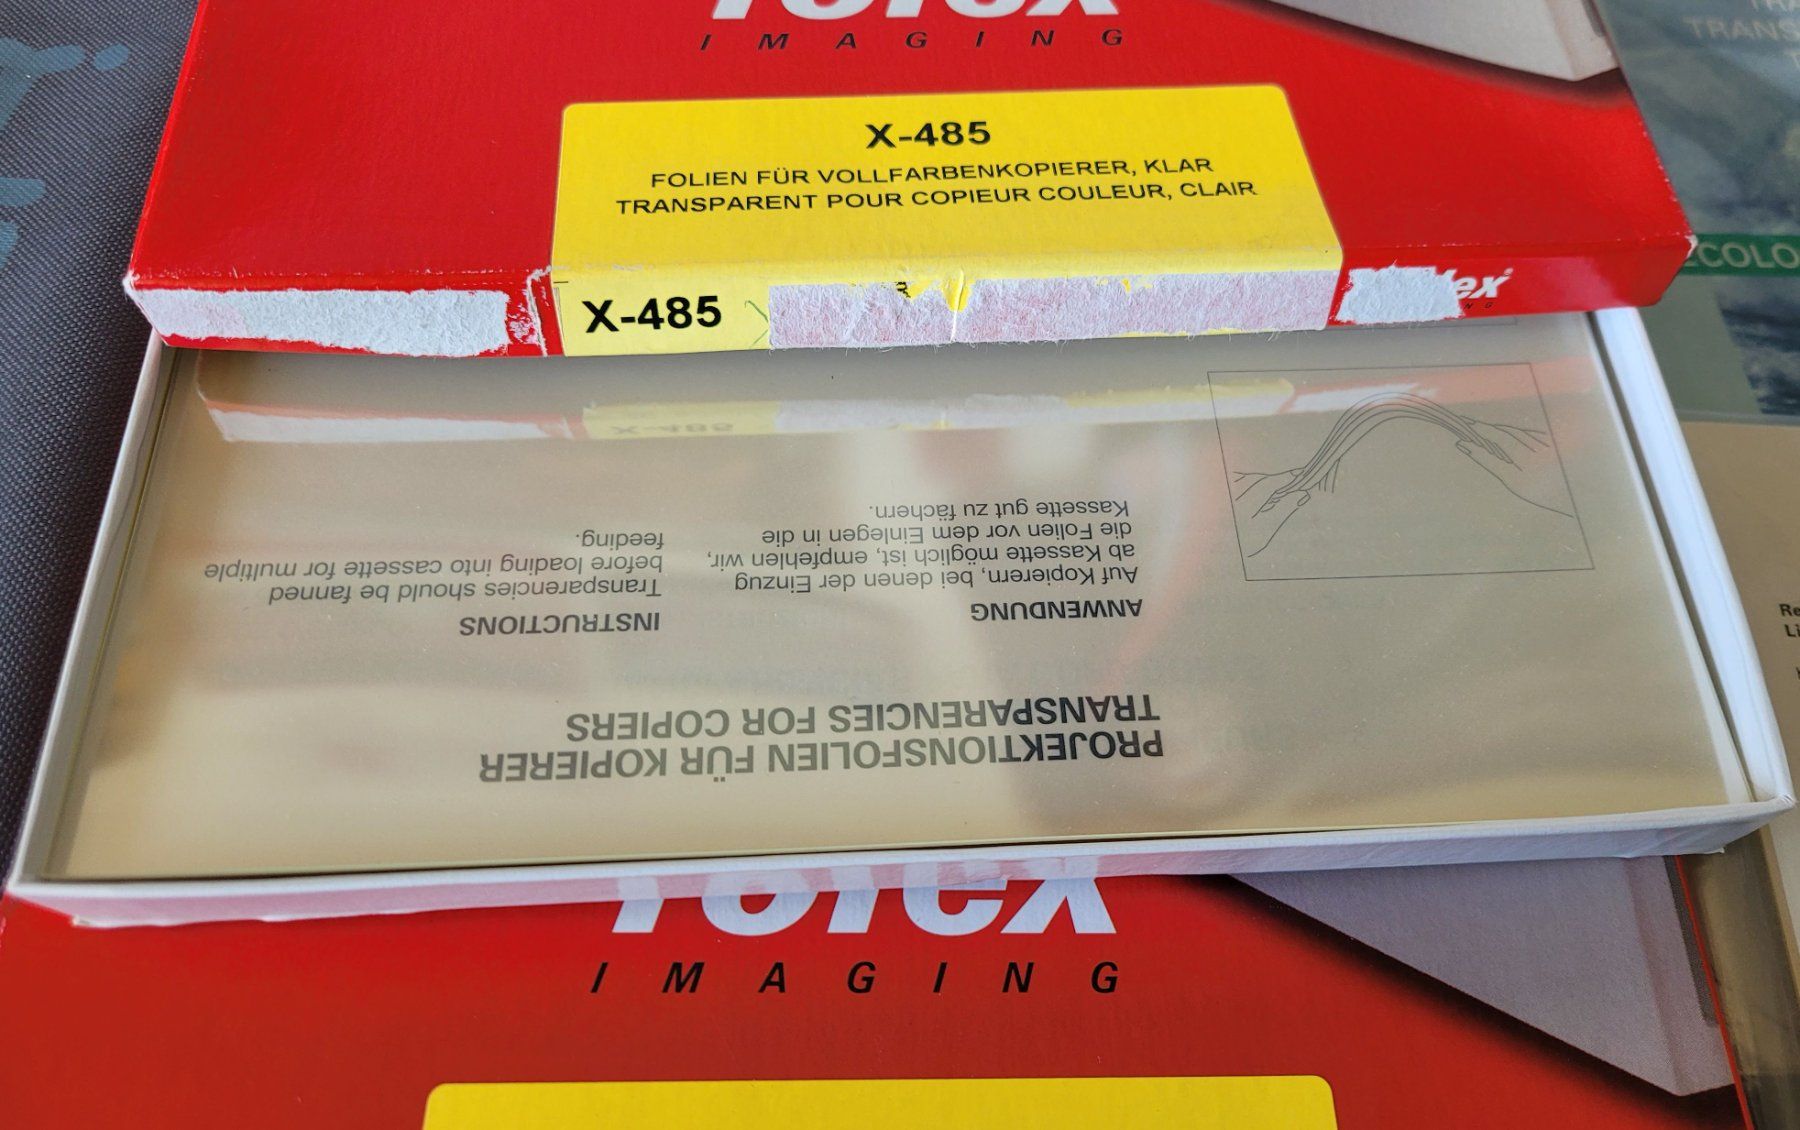 IMAGING
X-485
FOLIEN FÜR VOLLFARBENKOPIERER, KLAR
TRANSPARENT POUR COPIEUR COULEUR, CLAIR
X-485
PROJEKTIONSFOLIEN FÜR KOPIERER
TRANSPARENCIES FOR COPIERS
ANWENDUNG
Auf Kopierern, bei denen der Einzug
ab Kassette möglich ist, empfehlen wir,
die Folien vor dem Einlegen in die
Kassette gut zu fächern.
INSTRUCTIONS
Transparencies should be fanned
before loading into cassette for multiple
feeding.
IMAGING